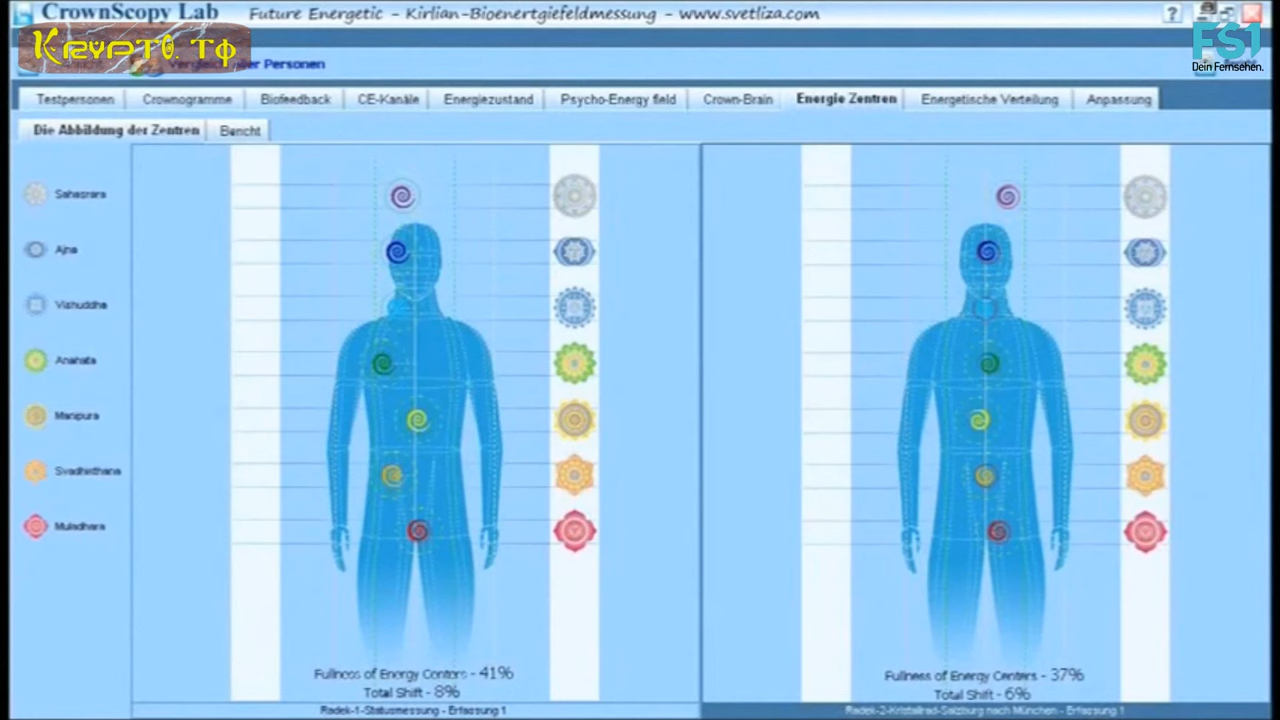 CrownScopy Lab Future Energetic - Kirlian-Bioenertgiefeldmessung - www.svetliza.com
KRYPTO. TV
FS1
Dein Fernsehen.
Personen
Testpersonen Crownogramme Biofeedback CE-Kanäle Energiezustand Psycho-Energy field Crown-Brain Energie Zentren Energetische Verteilung Anpassung
Die Abbildung der Zentren Bericht
Sahasrara
Ajna
Vishuddha
Anahata
Manipura
Svadhisthana
Muladhara
Fullness of Energy Centers - 41%
Total Shift - 8%
Radek-1-Statusmessung - Erfassung 1
Fullness of Energy Centers - 37%
Total Shift - 6%
Radek-2-Kristallrad-Salzburg nach München - Erfassung 1